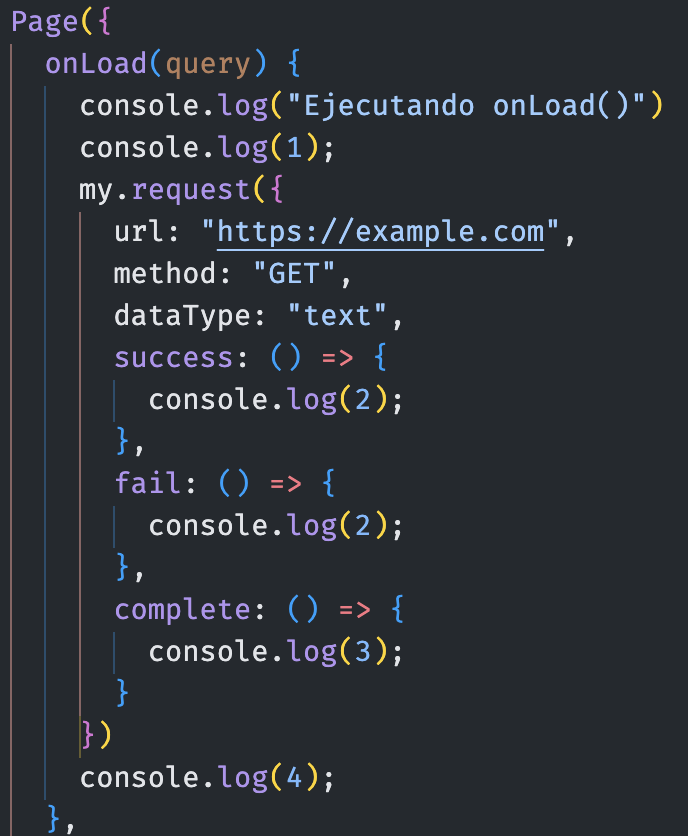 Page({
onLoad(query) {
console.log("Ejecutando onLoad()")
console.log(1);
my.request({
url: "https://example.com",
method: "GET",
dataType: "text",
success: () => {
console.log(2);
},
fail: () => {
console.log(2);
},
complete: () => {
console.log(3);
}
})
console.log(4);
},